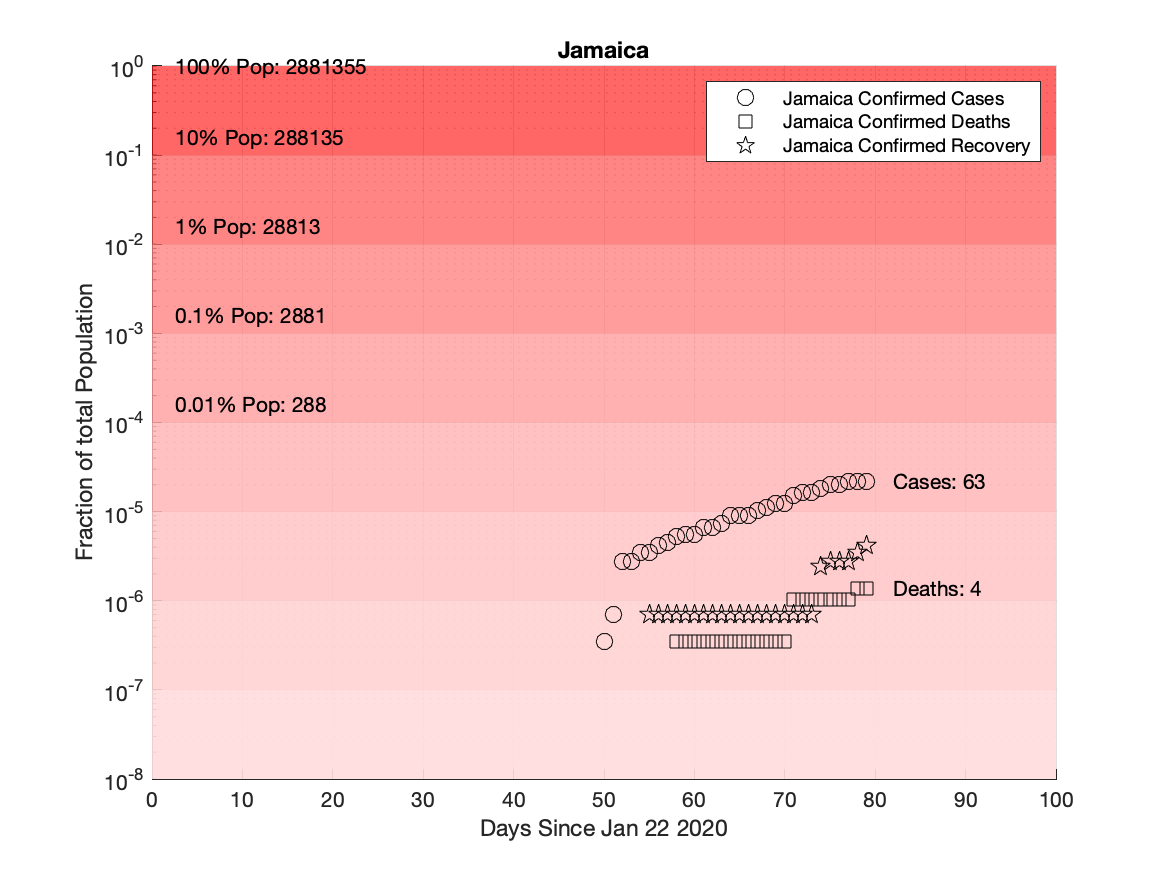 Jamaica
10^0
100% Pop: 2881355
Jamaica Confirmed Cases
Jamaica Confirmed Deaths
Jamaica Confirmed Recovery
10% Pop: 288135
10^-1
1% Pop: 28813
10^-2
0.1% Pop: 2881
10^-3
0.01% Pop: 288
10^-4
Fraction of total Population
Cases: 63
10^-5
Deaths: 4
10^-6
10^-7
10^-8
0 10 20 30 40 50 60 70 80 90 100
Days Since Jan 22 2020